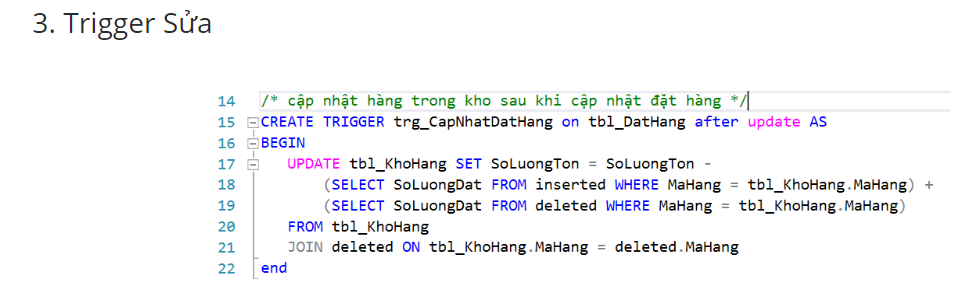 3. Trigger Sửa
14 /* cập nhật hàng trong kho sau khi cập nhật đặt hàng */
15 CREATE TRIGGER trg_CapNhatDatHang on tbl_DatHang after update AS
16 BEGIN
17 UPDATE tbl_KhoHang SET SoLuongTon = SoLuongTon -
18 (SELECT SoLuongDat FROM inserted WHERE MaHang = tbl_KhoHang.MaHang) +
19 (SELECT SoLuongDat FROM deleted WHERE MaHang = tbl_KhoHang.MaHang)
20 FROM tbl_KhoHang
21 JOIN deleted ON tbl_KhoHang.MaHang = deleted.MaHang
22 end